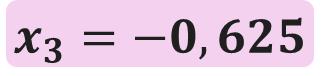 x₃ = −0,625